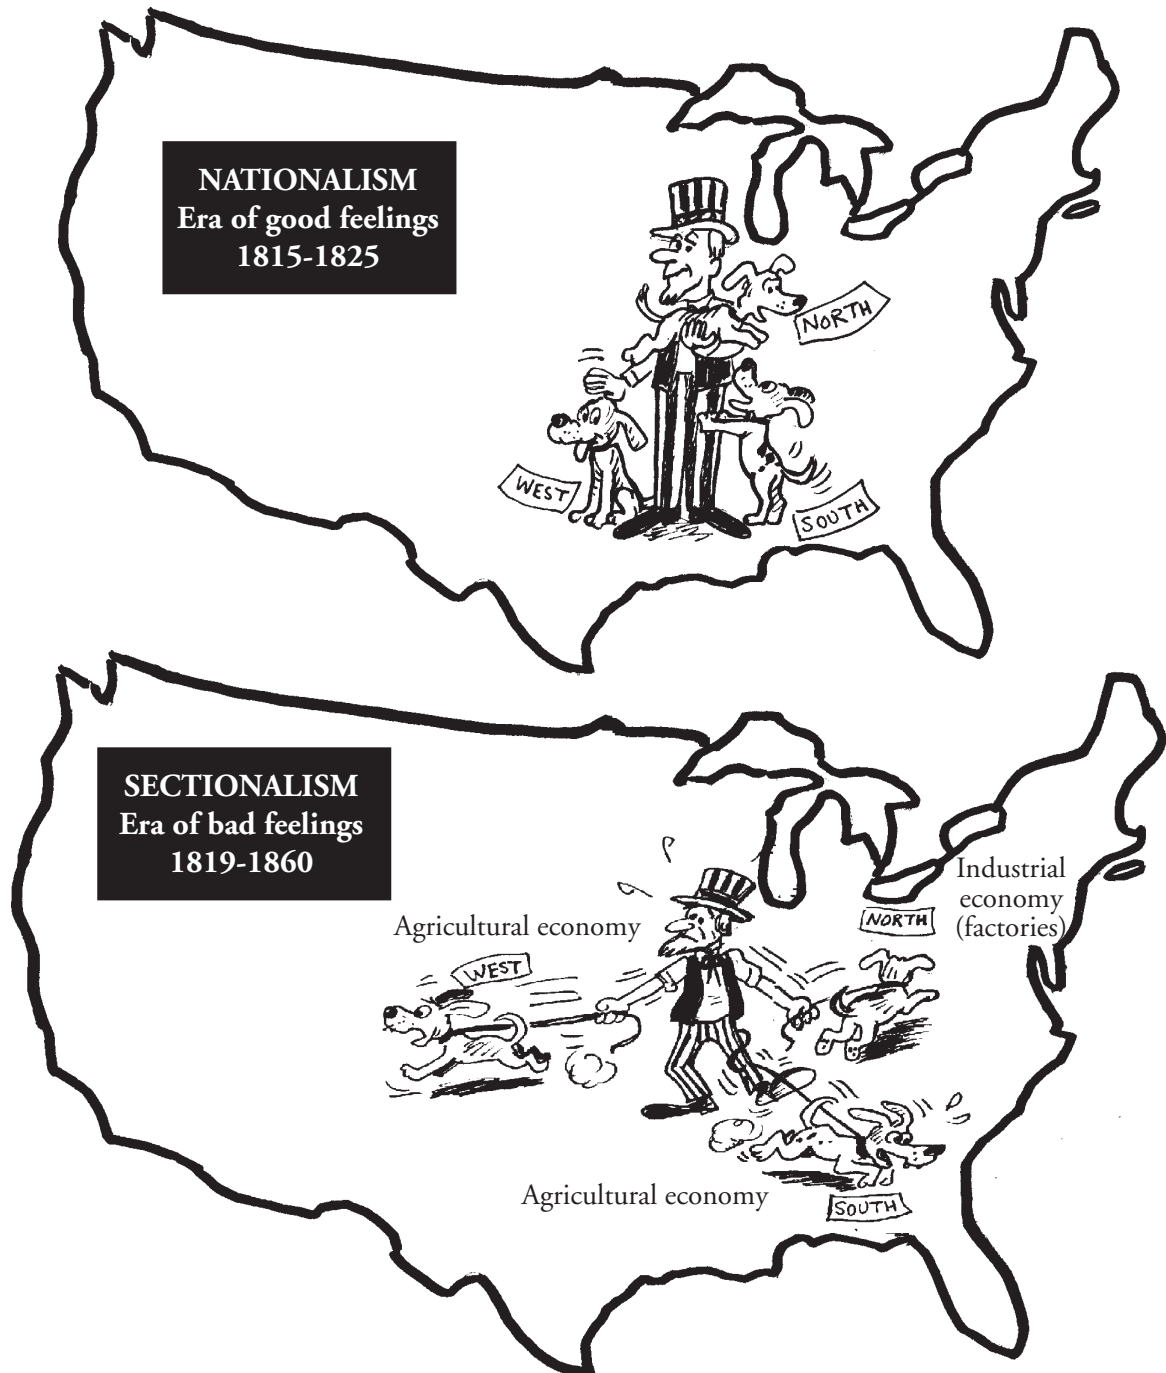 NATIONALISM
Era of good feelings
1815-1825
NORTH
WEST
SOUTH
SECTIONALISM
Era of bad feelings
1819-1860
Industrial
economy
(factories)
NORTH
Agricultural economy
WEST
Agricultural economy
SOUTH